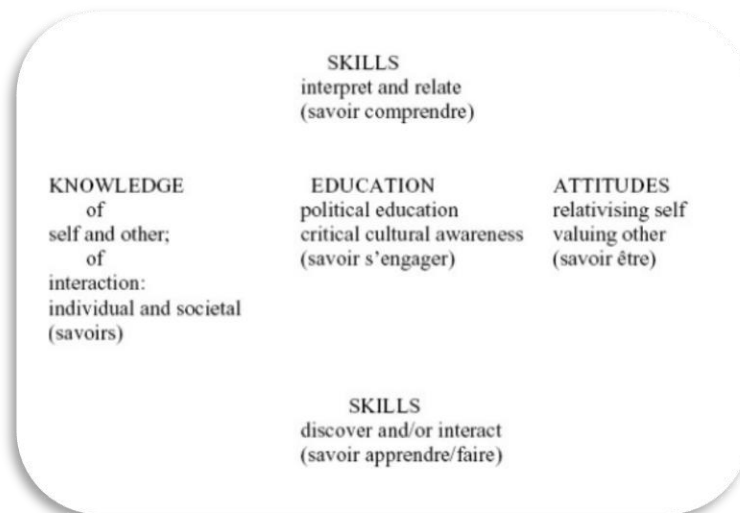 SKILLS
interpret and relate
(savoir comprendre)
KNOWLEDGE
of
self and other;
of
interaction:
individual and societal
(savoirs)
EDUCATION
political education
critical cultural awareness
(savoir s’engager)
ATTITUDES
relativising self
valuing other
(savoir être)
SKILLS
discover and/or interact
(savoir apprendre/faire)